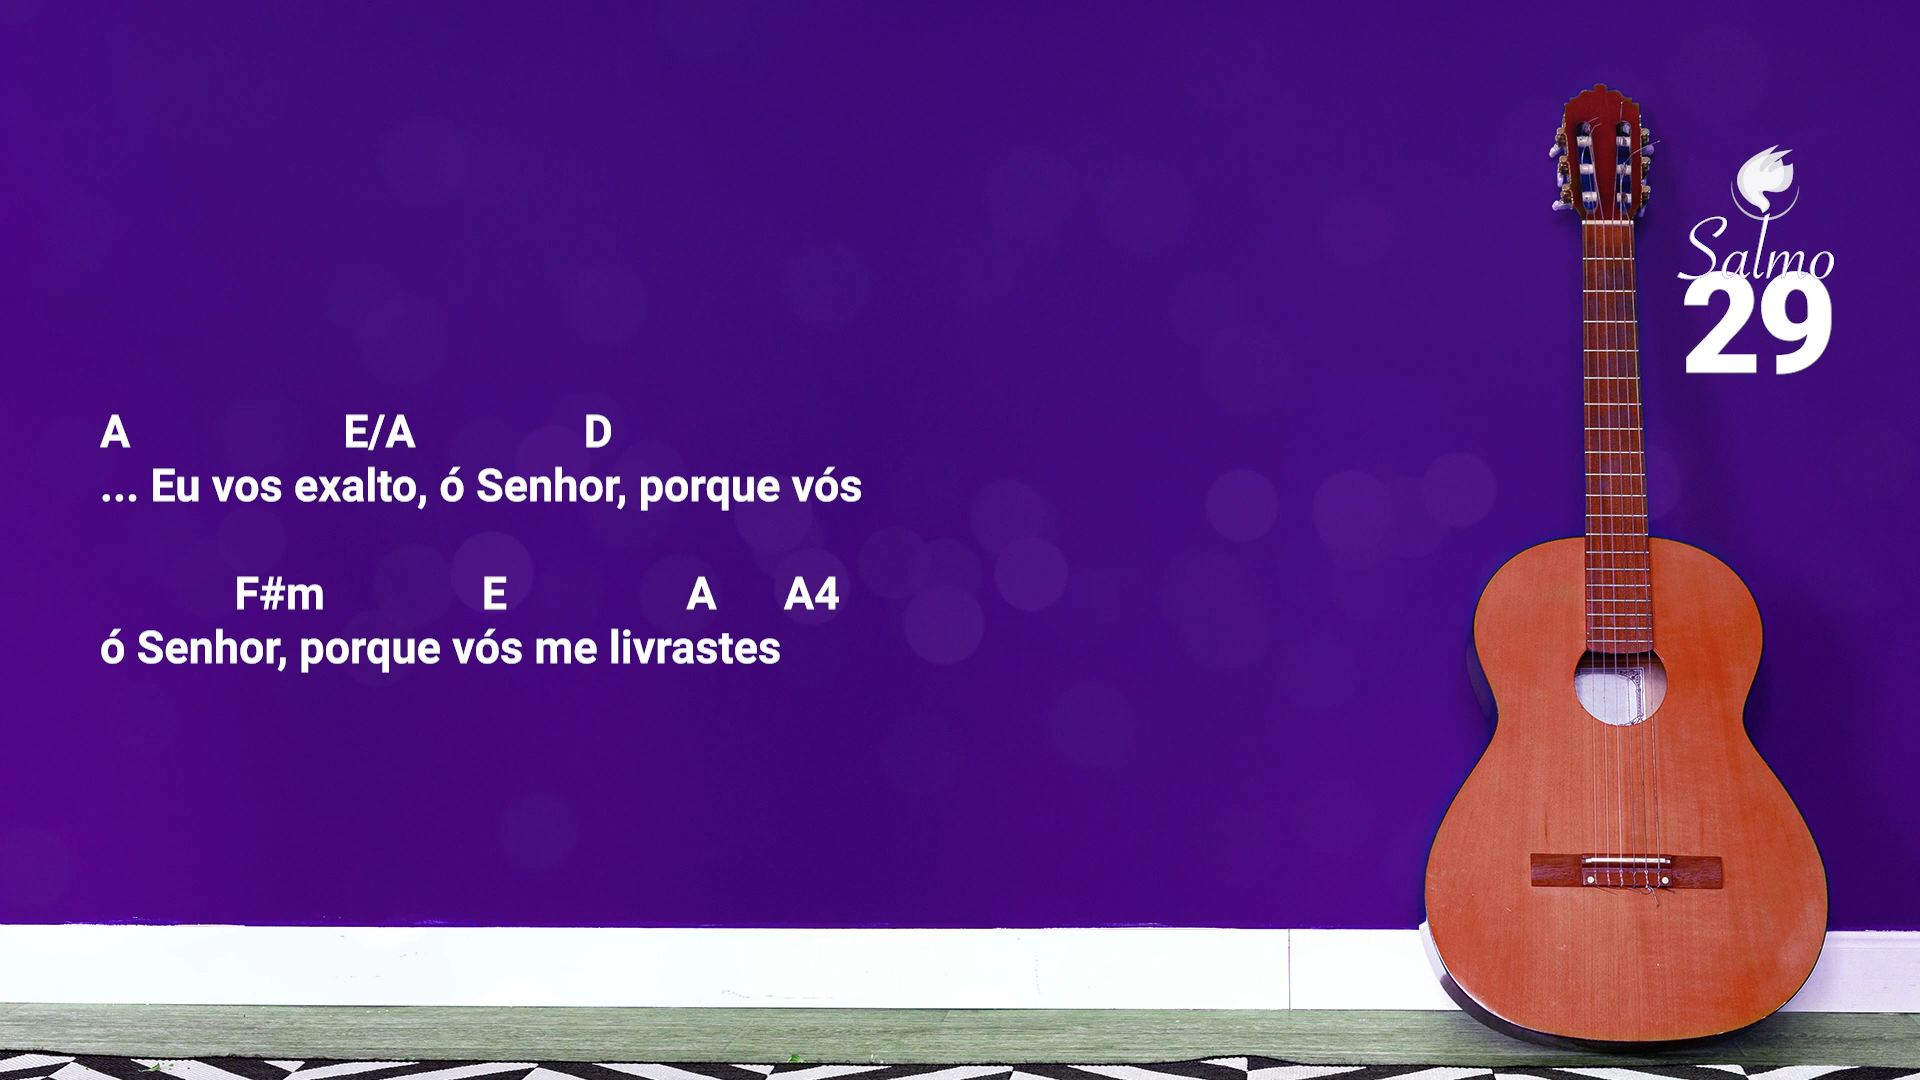 A E/A D
... Eu vos exalto, ó Senhor, porque vós
F#m E A A4
ó Senhor, porque vós me livrastes
Salmo
29